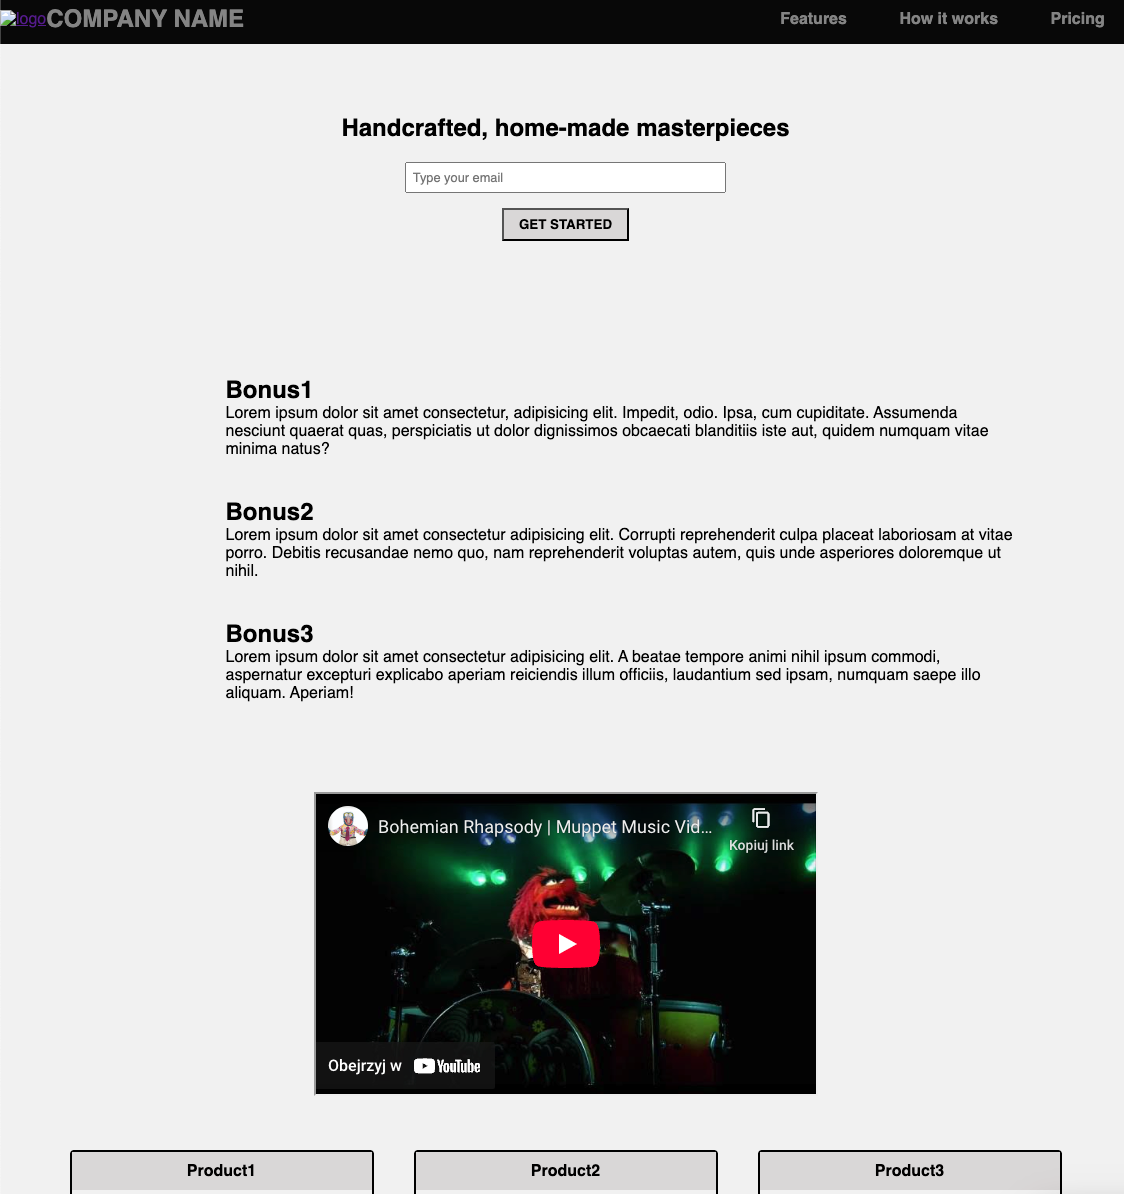 logo COMPANY NAME
Features How it works Pricing
Handcrafted, home-made masterpieces
Type your email
GET STARTED
Bonus1
Lorem ipsum dolor sit amet consectetur, adipisicing elit. Impedit, odio. Ipsa, cum cupiditate. Assumenda
nesciunt quaerat quas, perspiciatis ut dolor dignissimos obcaecati blanditiis iste aut, quidem numquam vitae
minima natus?
Bonus2
Lorem ipsum dolor sit amet consectetur adipisicing elit. Corrupti reprehenderit culpa placeat laboriosam at vitae
porro. Debitis recusandae nemo quo, nam reprehenderit voluptas autem, quis unde asperiores doloremque ut
nihil.
Bonus3
Lorem ipsum dolor sit amet consectetur adipisicing elit. A beatae tempore animi nihil ipsum commodi,
aspernatur excepturi explicabo aperiam reiciendis illum officiis, laudantium sed ipsam, numquam saepe illo
aliquam. Aperiam!
Bohemian Rhapsody | Muppet Music Vid...
Kopiuj link
Obejrzyj w YouTube
Product1 Product2 Product3